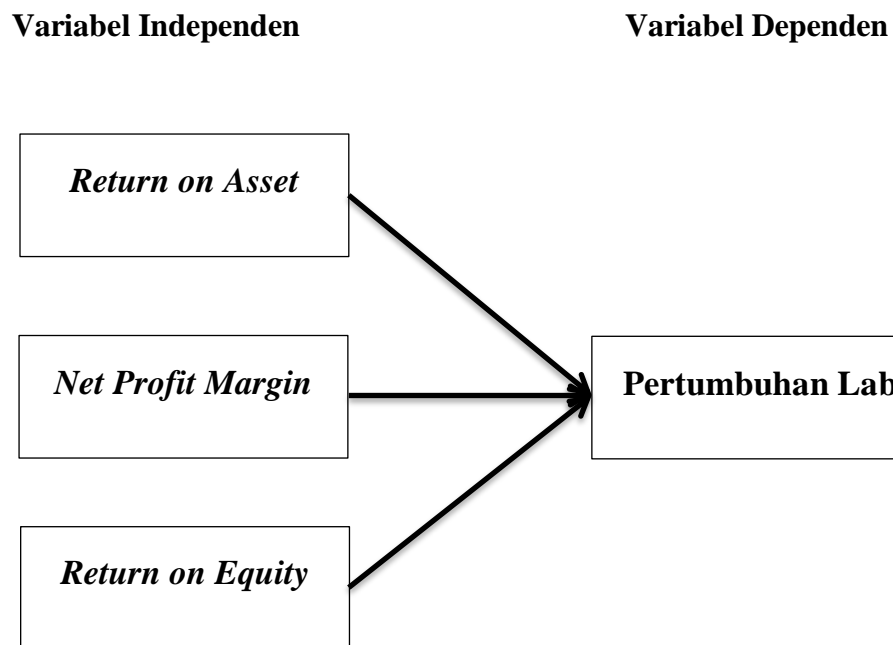 Variabel Independen
Variabel Dependen
Return on Asset
Net Profit Margin
Pertumbuhan Lab
Return on Equity